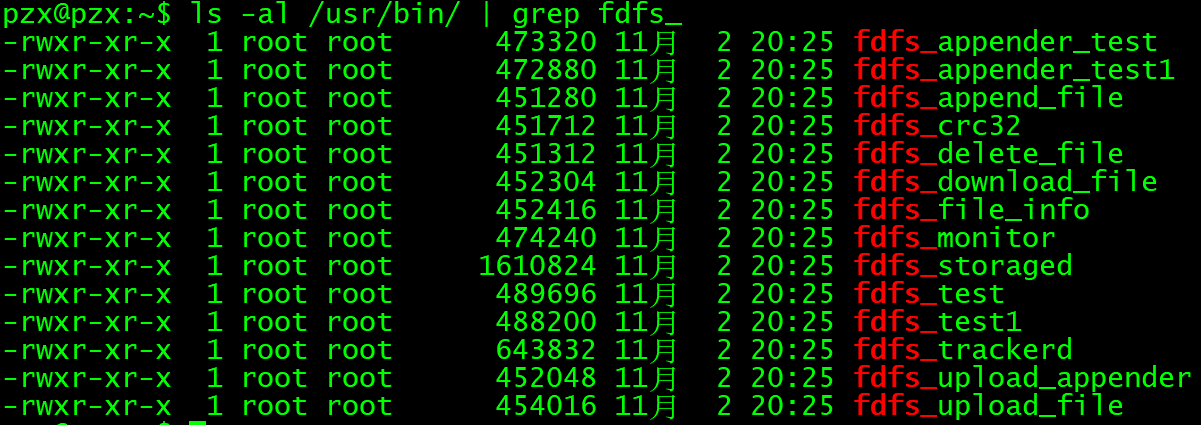 pzx@pzx:~$ ls -al /usr/bin/ | grep fdfs_
-rwxr-xr-x 1 root root 473320 11月 2 20:25 fdfs_appender_test
-rwxr-xr-x 1 root root 472880 11月 2 20:25 fdfs_appender_test1
-rwxr-xr-x 1 root root 451280 11月 2 20:25 fdfs_append_file
-rwxr-xr-x 1 root root 451712 11月 2 20:25 fdfs_crc32
-rwxr-xr-x 1 root root 451312 11月 2 20:25 fdfs_delete_file
-rwxr-xr-x 1 root root 452304 11月 2 20:25 fdfs_download_file
-rwxr-xr-x 1 root root 452416 11月 2 20:25 fdfs_file_info
-rwxr-xr-x 1 root root 474240 11月 2 20:25 fdfs_monitor
-rwxr-xr-x 1 root root 1610824 11月 2 20:25 fdfs_storaged
-rwxr-xr-x 1 root root 489696 11月 2 20:25 fdfs_test
-rwxr-xr-x 1 root root 488200 11月 2 20:25 fdfs_test1
-rwxr-xr-x 1 root root 643832 11月 2 20:25 fdfs_trackerd
-rwxr-xr-x 1 root root 452048 11月 2 20:25 fdfs_upload_appender
-rwxr-xr-x 1 root root 454016 11月 2 20:25 fdfs_upload_file